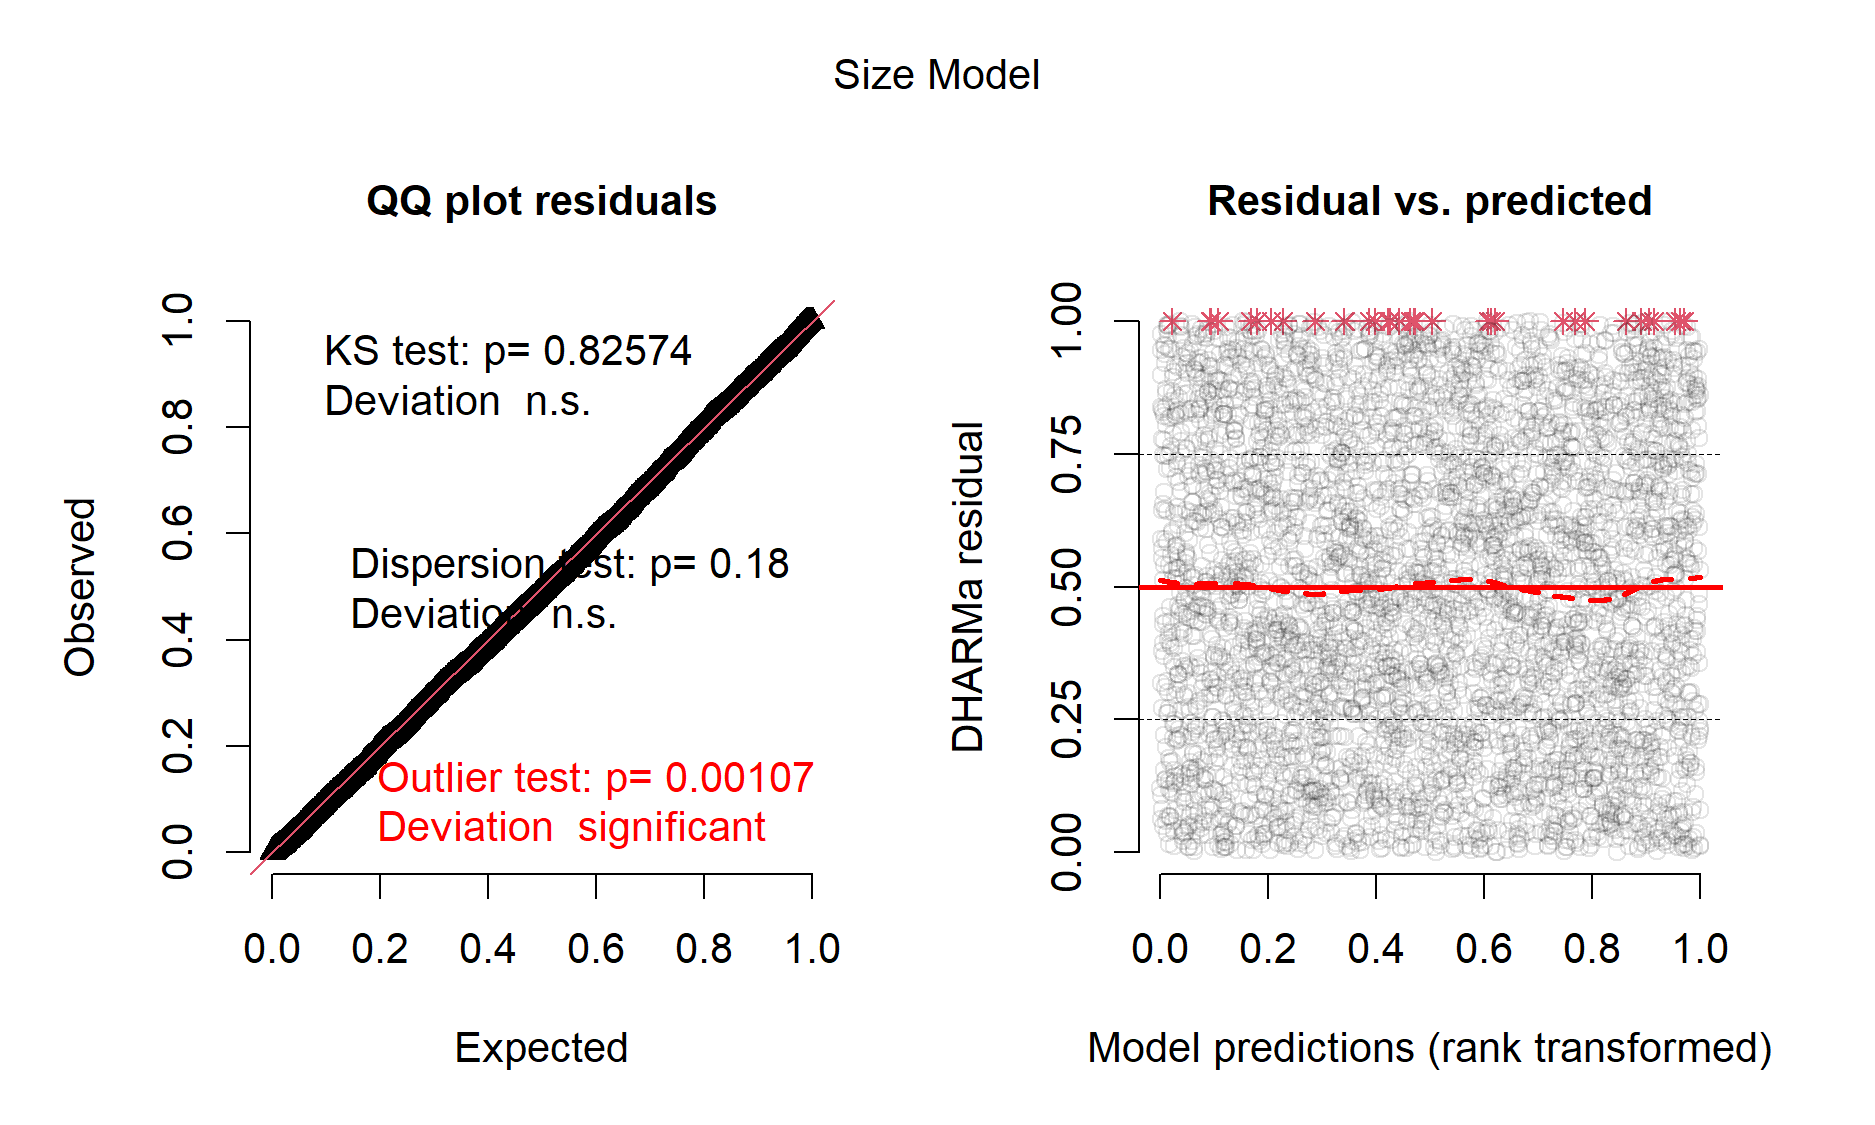 Size Model
QQ plot residuals
KS test: p= 0.82574
Deviation  n.s.
Dispersion test: p= 0.18
Deviation  n.s.
Outlier test: p= 0.00107
Deviation  significant
Observed
0.0 0.2 0.4 0.6 0.8 1.0
0.0 0.2 0.4 0.6 0.8 1.0
Expected
Residual vs. predicted
DHARMa residual
0.00 0.25 0.50 0.75 1.00
0.0 0.2 0.4 0.6 0.8 1.0
Model predictions (rank transformed)